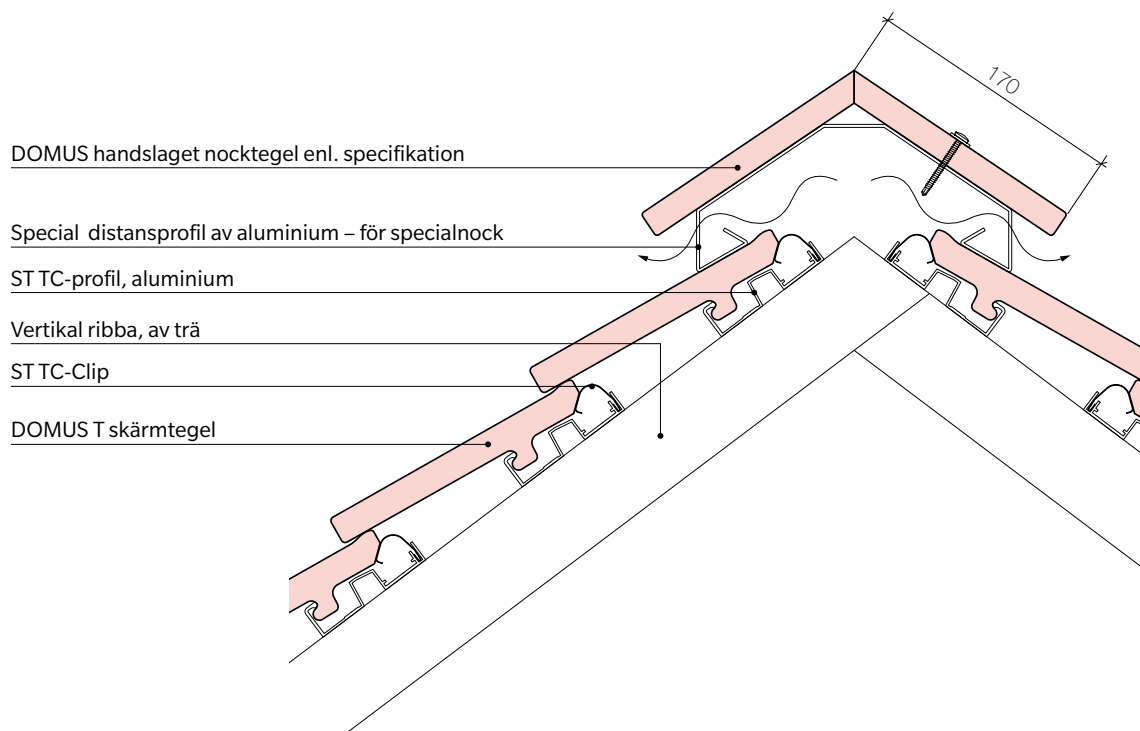 170
DOMUS handslaget nocktegel enl. specifikation
Special distansprofil av aluminium – för specialnock
ST TC-profil, aluminium
Vertikal ribba, av trä
ST TC-Clip
DOMUS T skärmtegel